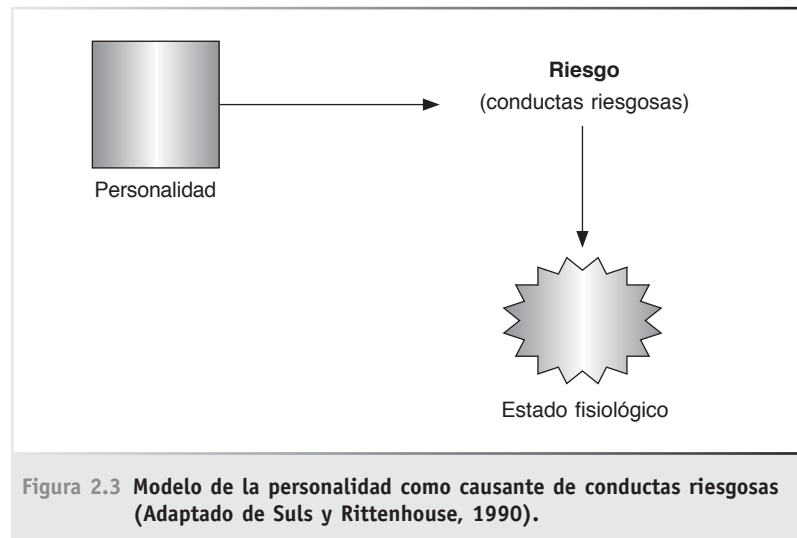 Riesgo
(conductas riesgosas)
Personalidad
Estado fisiológico
Figura 2.3 Modelo de la personalidad como causante de conductas riesgosas
(Adaptado de Suls y Rittenhouse, 1990).